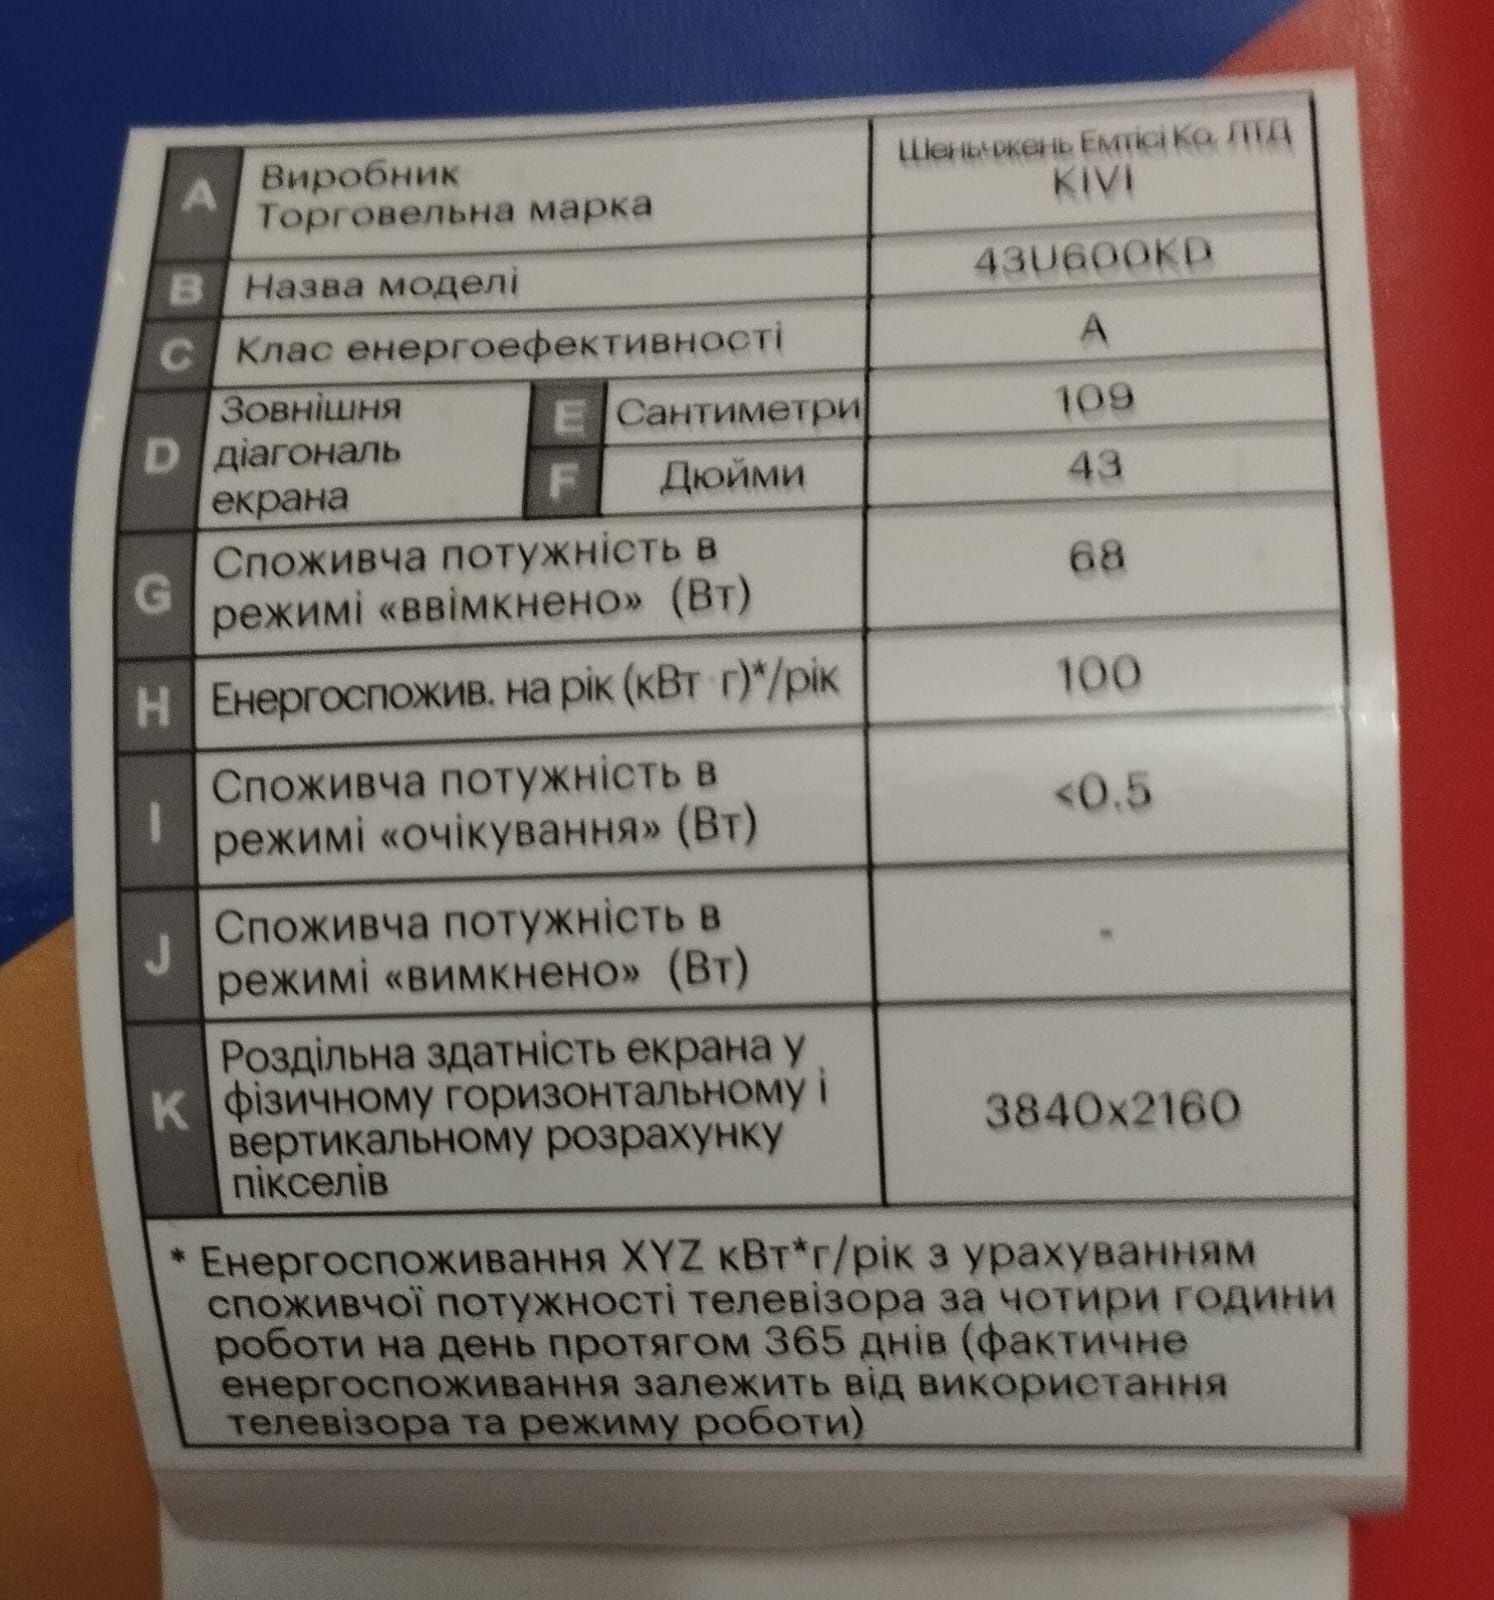 A Виробник Шеньчжень Емтісі Ко. ЛТД
Торговельна марка KIVI
B Назва моделі 43U600KD
C Клас енергоефективності A
D Зовнішня діагональ екрана E Сантиметри 109
F Дюйми 43
G Споживча потужність в
режимі «ввімкнено» (Вт) 68
H Енергоспожив. на рік (кВт·г)*/рік 100
I Споживча потужність в
режимі «очікування» (Вт) <0.5
J Споживча потужність в
режимі «вимкнено» (Вт) -
K Роздільна здатність екрана у
фізичному горизонтальному і
вертикальному розрахунку
пікселів 3840x2160
* Енергоспоживання XYZ кВт*г/рік з урахуванням
споживчої потужності телевізора за чотири години
роботи на день протягом 365 днів (фактичне
енергоспоживання залежить від використання
телевізора та режиму роботи)